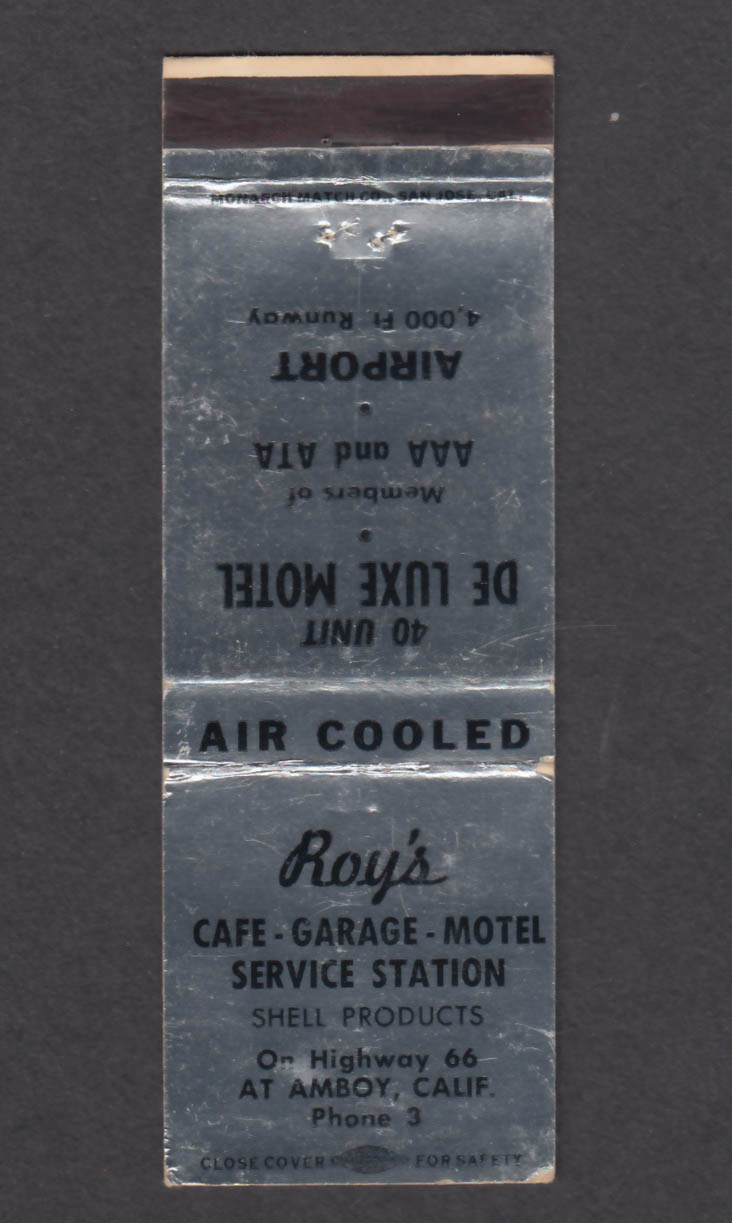 MONARCH MATCH CO., SAN JOSE, CAL.
40 UNIT
DE LUXE MOTEL
•
Members of
AAA and ATA
•
AIRPORT
4,000 Ft. Runway
AIR COOLED
Roy's
CAFE - GARAGE - MOTEL
SERVICE STATION
SHELL PRODUCTS
On Highway 66
AT AMBOY, CALIF.
Phone 3
CLOSE COVER FOR SAFETY